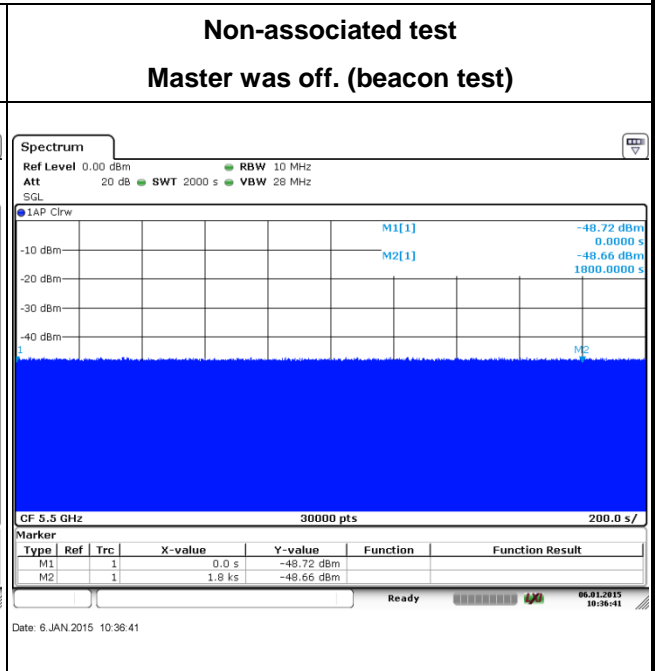 Non-associated test
Master was off. (beacon test)
Spectrum
Ref Level 0.00 dBm RBW 10 MHz
Att 20 dB SWT 2000 s VBW 28 MHz
SGL
1AP Clrw
M1[1] -48.72 dBm
0.0000 s
-10 dBm
M2[1] -48.66 dBm
1800.0000 s
-20 dBm
-30 dBm
-40 dBm
1 M2
CF 5.5 GHz 30000 pts 200.0 s/
Marker
Type Ref Trc X-value Y-value Function Function Result
M1 1 0.0 s -48.72 dBm
M2 1 1.8 ks -48.66 dBm
Ready LXI 06.01.2015
10:36:41
Date: 6.JAN.2015 10:36:41